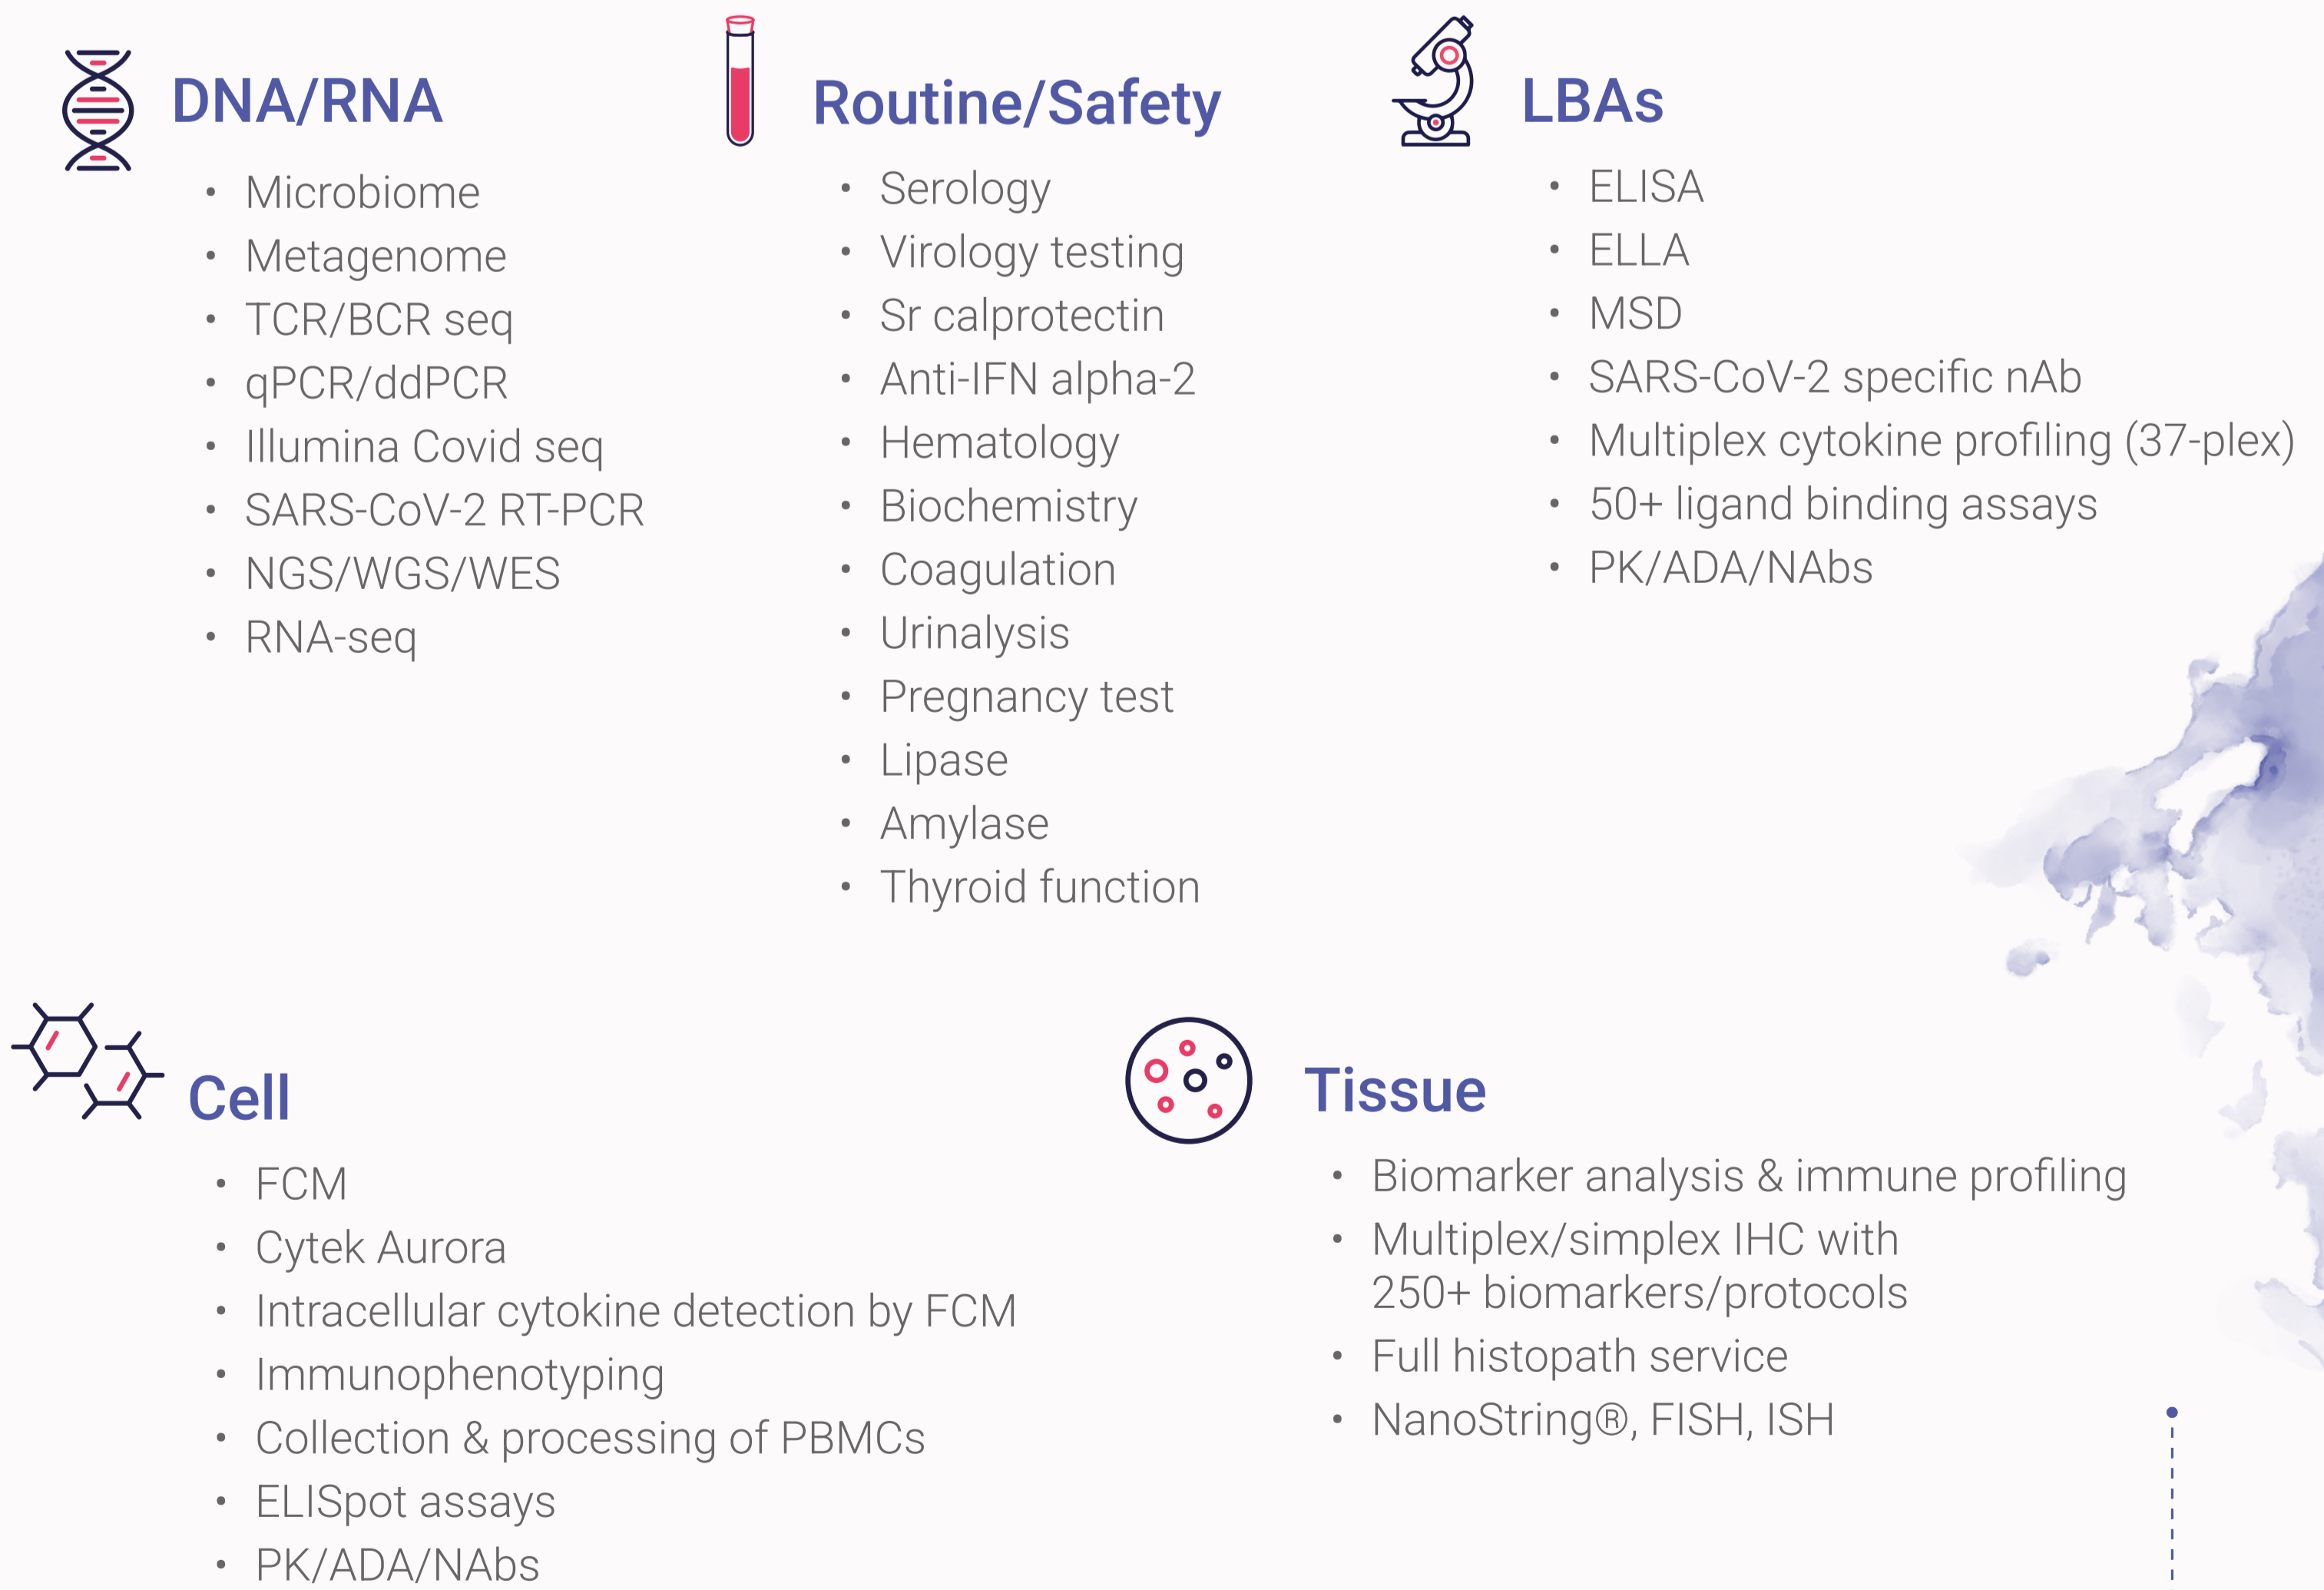 DNA/RNA
• Microbiome
• Metagenome
• TCR/BCR seq
• qPCR/ddPCR
• Illumina Covid seq
• SARS-CoV-2 RT-PCR
• NGS/WGS/WES
• RNA-seq
Routine/Safety
• Serology
• Virology testing
• Sr calprotectin
• Anti-IFN alpha-2
• Hematology
• Biochemistry
• Coagulation
• Urinalysis
• Pregnancy test
• Lipase
• Amylase
• Thyroid function
LBAs
• ELISA
• ELLA
• MSD
• SARS-CoV-2 specific nAb
• Multiplex cytokine profiling (37-plex)
• 50+ ligand binding assays
• PK/ADA/NAbs
Cell
• FCM
• Cytek Aurora
• Intracellular cytokine detection by FCM
• Immunophenotyping
• Collection & processing of PBMCs
• ELISpot assays
• PK/ADA/NAbs
Tissue
• Biomarker analysis & immune profiling
• Multiplex/simplex IHC with
250+ biomarkers/protocols
• Full histopath service
• NanoString®, FISH, ISH